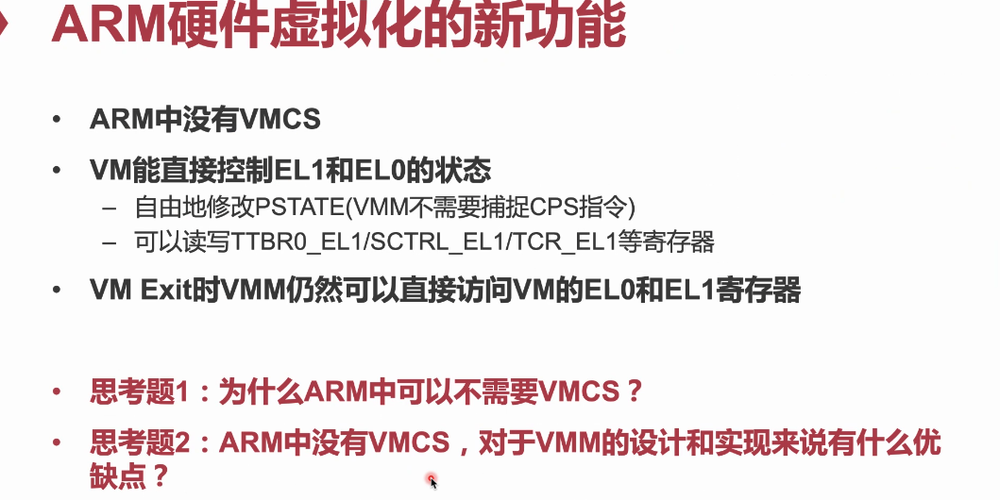 ARM硬件虚拟化的新功能
• ARM中没有VMCS
• VM能直接控制EL1和EL0的状态
– 自由地修改PSTATE(VMM不需要捕捉CPS指令)
– 可以读写TTBR0_EL1/SCTRL_EL1/TCR_EL1等寄存器
• VM Exit时VMM仍然可以直接访问VM的EL0和EL1寄存器
• 思考题1：为什么ARM中可以不需要VMCS？
• 思考题2：ARM中没有VMCS，对于VMM的设计和实现来说有什么优
缺点？